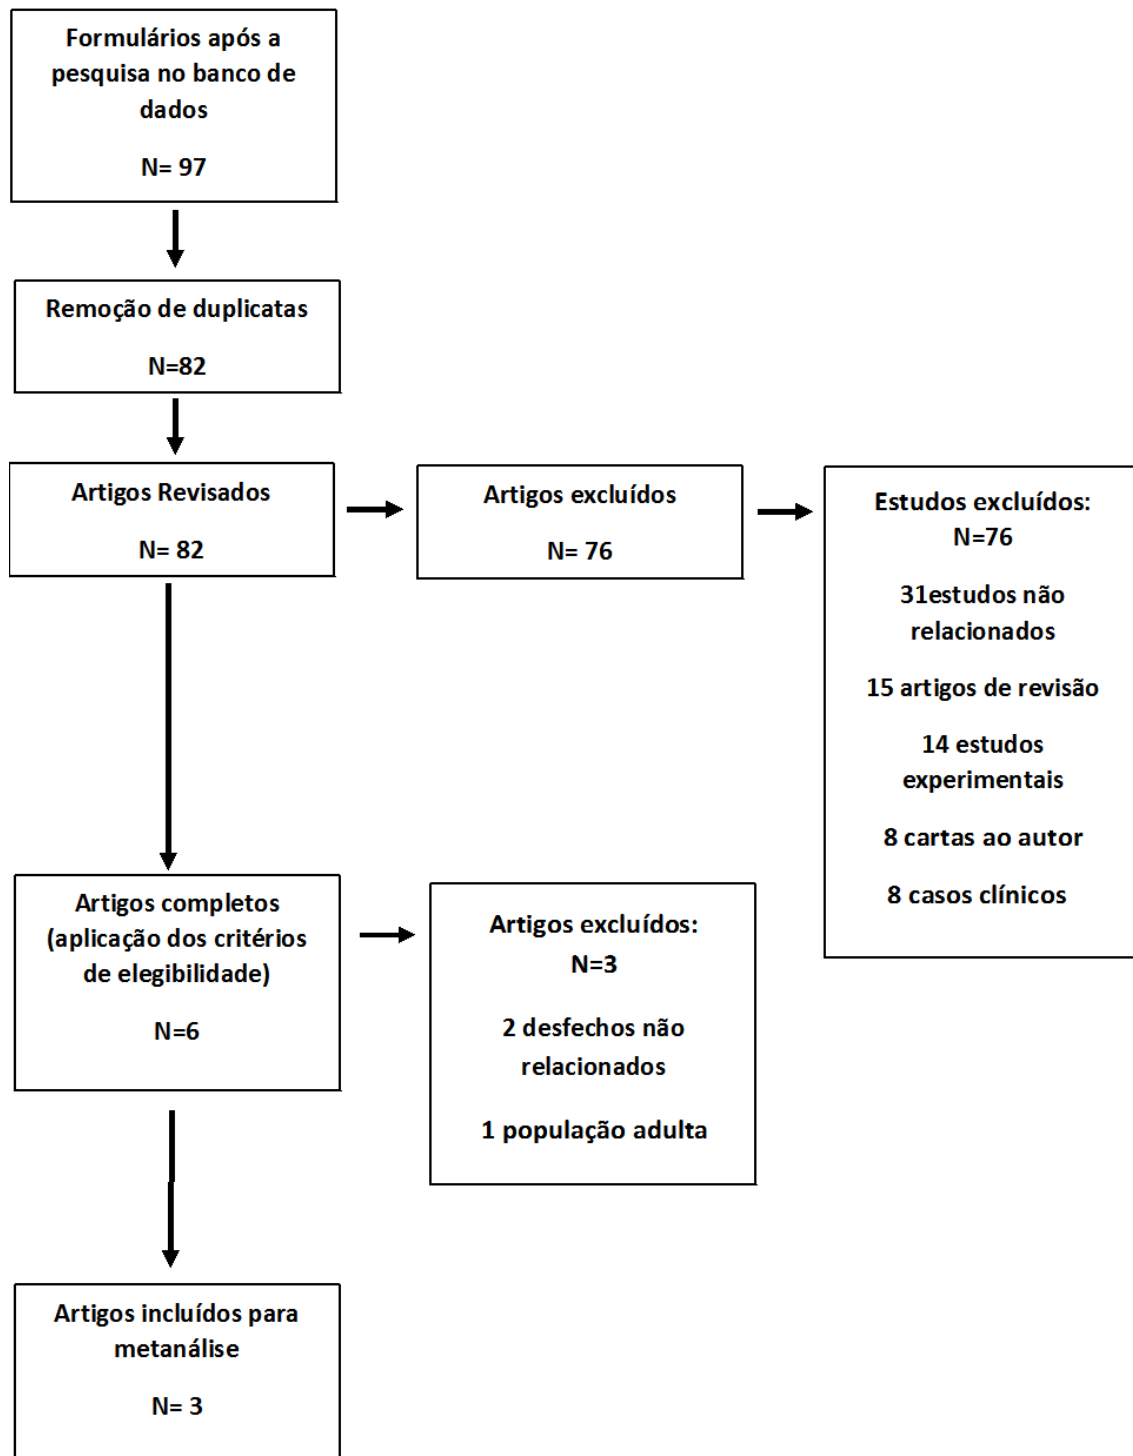 Formulários após a
pesquisa no banco de
dados
N= 97
Remoção de duplicatas
N=82
Artigos Revisados
N= 82
Artigos excluídos
N= 76
Estudos excluídos:
N=76
31estudos não
relacionados
15 artigos de revisão
14 estudos
experimentais
8 cartas ao autor
8 casos clínicos
Artigos completos
(aplicação dos critérios
de elegibilidade)
N=6
Artigos excluídos:
N=3
2 desfechos não
relacionados
1 população adulta
Artigos incluídos para
metanálise
N= 3